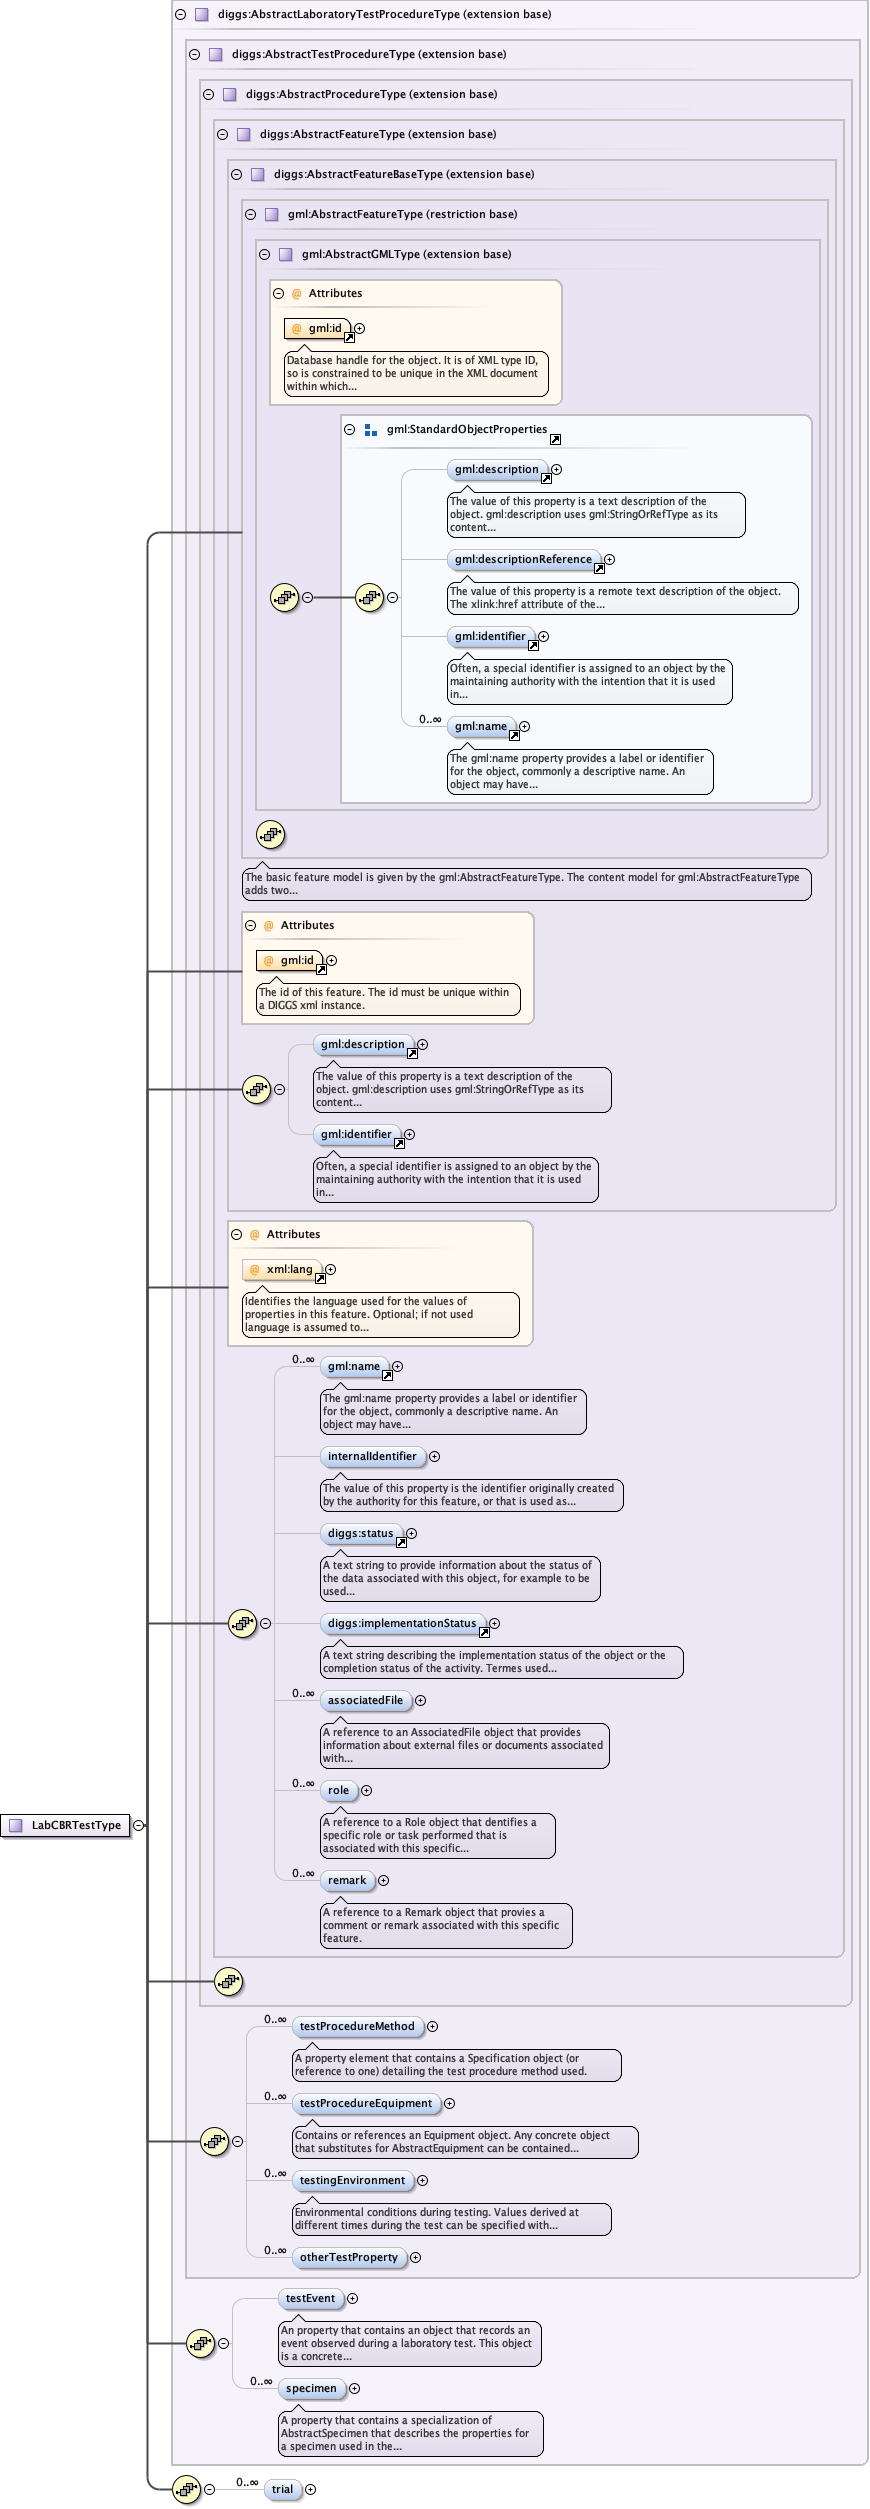 diggs:AbstractLaboratoryTestProcedureType (extension base)
diggs:AbstractTestProcedureType (extension base)
diggs:AbstractProcedureType (extension base)
diggs:AbstractFeatureType (extension base)
diggs:AbstractFeatureBaseType (extension base)
gml:AbstractFeatureType (restriction base)
gml:AbstractGMLType (extension base)
@ Attributes
@ gml:id
Database handle for the object. It is of XML type ID,
so is constrained to be unique in the XML document
within which...
gml:StandardObjectProperties
gml:description
The value of this property is a text description of the
object. gml:description uses gml:StringOrRefType as its
content...
gml:descriptionReference
The value of this property is a remote text description of the object.
The xlink:href attribute of the...
gml:identifier
Often, a special identifier is assigned to an object by the
maintaining authority with the intention that it is used
in...
0..∞
gml:name
The gml:name property provides a label or identifier
for the object, commonly a descriptive name. An
object may have...
The basic feature model is given by the gml:AbstractFeatureType. The content model for gml:AbstractFeatureType
adds two...
@ Attributes
@ gml:id
The id of this feature. The id must be unique within
a DIGGS xml instance.
gml:description
The value of this property is a text description of the
object. gml:description uses gml:StringOrRefType as its
content...
gml:identifier
Often, a special identifier is assigned to an object by the
maintaining authority with the intention that it is used
in...
@ Attributes
@ xml:lang
Identifies the language used for the values of
properties in this feature. Optional; if not used
language is assumed to...
0..∞
gml:name
The gml:name property provides a label or identifier
for the object, commonly a descriptive name. An
object may have...
internalIdentifier
The value of this property is the identifier originally created
by the authority for this feature, or that is used as...
diggs:status
A text string to provide information about the status of
the data associated with this object, for example to be
used...
diggs:implementationStatus
A text string describing the implementation status of the object or the
completion status of the activity. Termes used...
0..∞
associatedFile
A reference to an AssociatedFile object that provides
information about external files or documents associated
with...
0..∞
role
A reference to a Role object that dentifies a
specific role or task performed that is
associated with this specific...
LabCBRTestType
0..∞
remark
A reference to a Remark object that provies a
comment or remark associated with this specific
feature.
0..∞
testProcedureMethod
A property element that contains a Specification object (or
reference to one) detailing the test procedure method used.
0..∞
testProcedureEquipment
Contains or references an Equipment object. Any concrete object
that substitutes for AbstractEquipment can be contained...
0..∞
testingEnvironment
Environmental conditions during testing. Values derived at
different times during the test can be specified with...
0..∞
otherTestProperty
testEvent
An property that contains an object that records an
event observed during a laboratory test. This object
is a concrete...
0..∞
specimen
A property that contains a specialization of
AbstractSpecimen that describes the properties for
a specimen used in the...
0..∞
trial